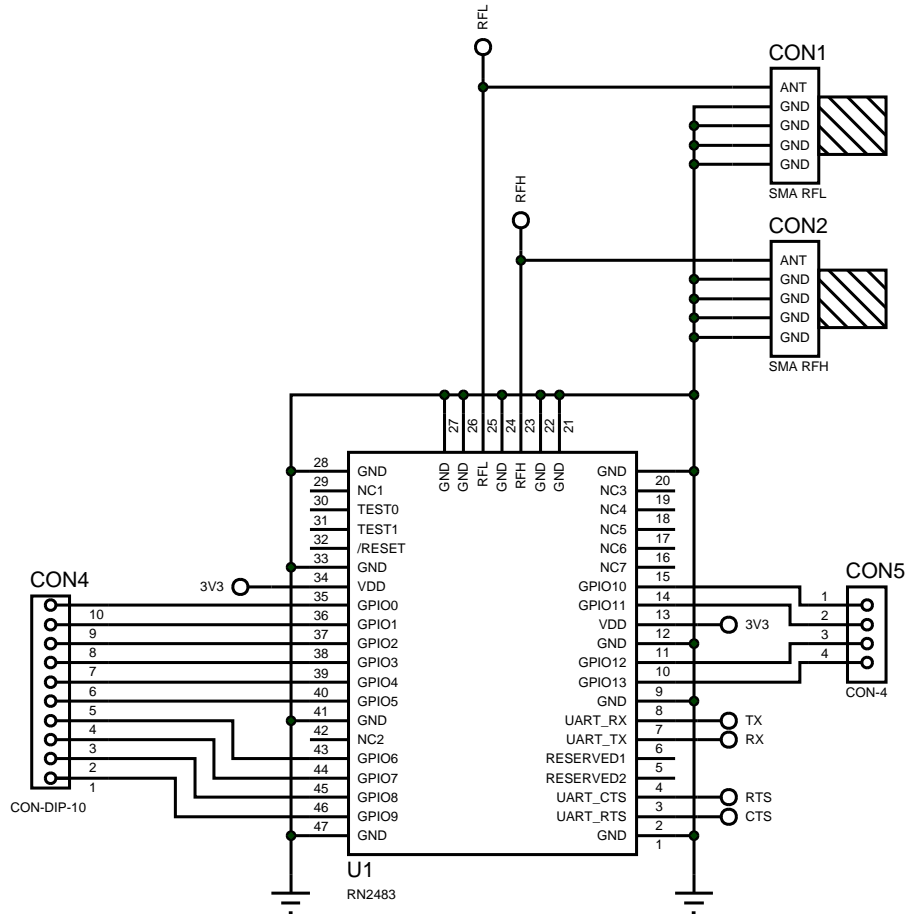 RFL
CON1
ANT
GND
GND
GND
GND
SMA RFL
RFH
CON2
ANT
GND
GND
GND
GND
SMA RFH
27
26
25
24
23
22
21
GND
GND
RFL
GND
RFH
GND
GND
28 GND GND 20
29 NC1 NC3 19
30 TEST0 NC4 18
31 TEST1 NC5 17
32 /RESET NC6 16
33 GND NC7 15
3V3 34 VDD GPIO10 14
35 GPIO0 GPIO11 13
36 GPIO1 VDD 12 3V3
37 GPIO2 GND 11
38 GPIO3 GPIO12 10
39 GPIO4 GPIO13 9
40 GPIO5 GND 8
41 GND UART_RX 7 TX
42 NC2 UART_TX 6 RX
43 GPIO6 RESERVED1 5
44 GPIO7 RESERVED2 4
45 GPIO8 UART_CTS 3 RTS
46 GPIO9 UART_RTS 2 CTS
47 GND GND 1
CON4
10
9
8
7
6
5
4
3
2
1
CON-DIP-10
CON5
1
2
3
4
CON-4
U1
RN2483